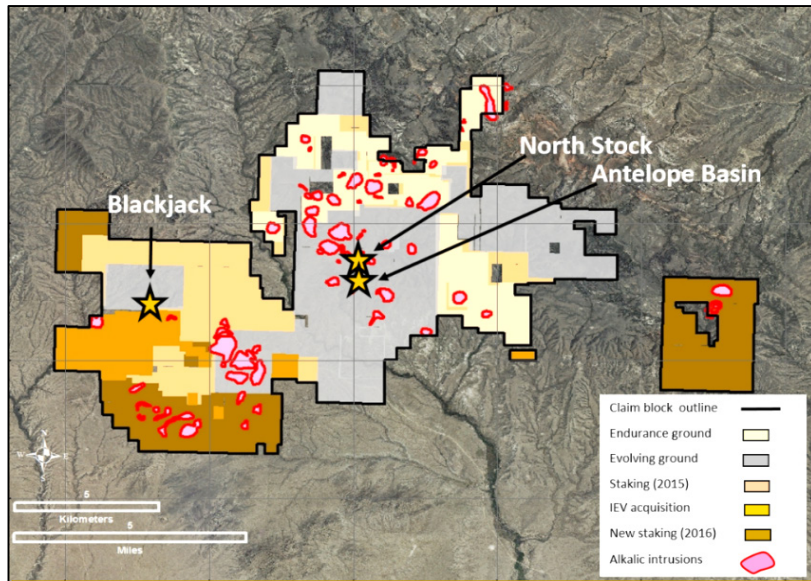 North Stock
Antelope Basin
Blackjack
N
W
E
S
5
Kilometers
5
Miles
Claim block outline
Endurance ground
Evolving ground
Staking (2015)
IEV acquisition
New staking (2016)
Alkalic intrusions